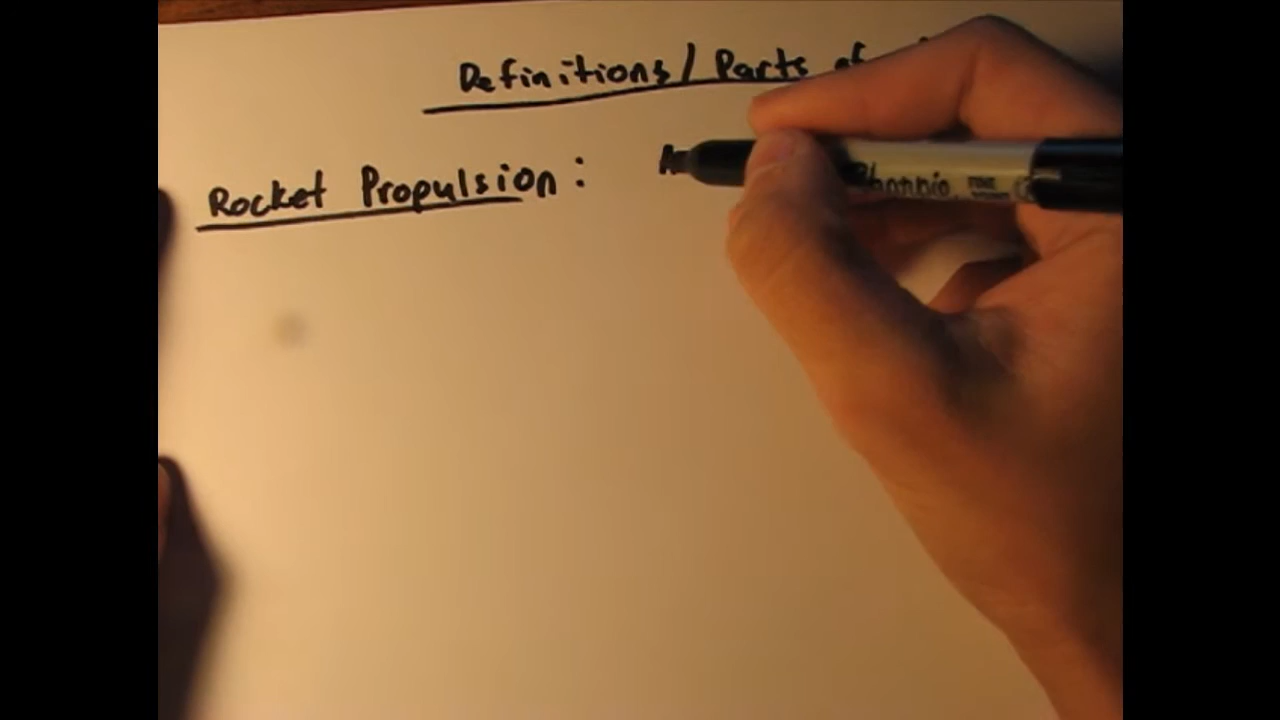 Definitions / Parts of
Rocket Propulsion :